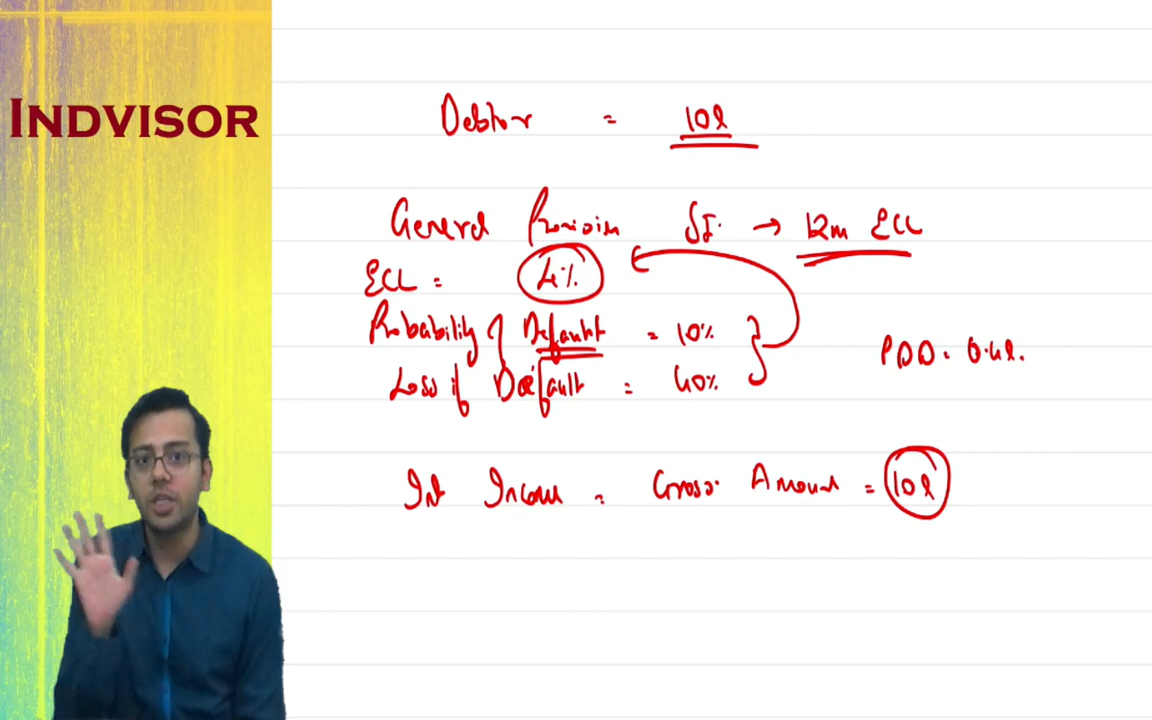 INDVISOR
Debtor = 10l
General Provision SI. → 12m ECL
ECL = 4%
Probability of Default = 10%
Loss if Default = 40%
PDD = 0.4l.
Int Income = Gross Amount = 10l